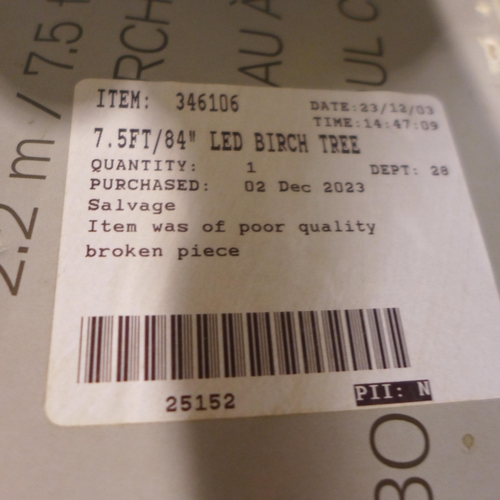 ITEM: 346106 DATE:23/12/03
TIME:14:47:09
7.5FT/84" LED BIRCH TREE
QUANTITY: 1 DEPT: 28
PURCHASED: 02 Dec 2023
Salvage
Item was of poor quality
broken piece
25152 PII: N
2.2 m / 7.5
RCH
AU À
UL C
BO